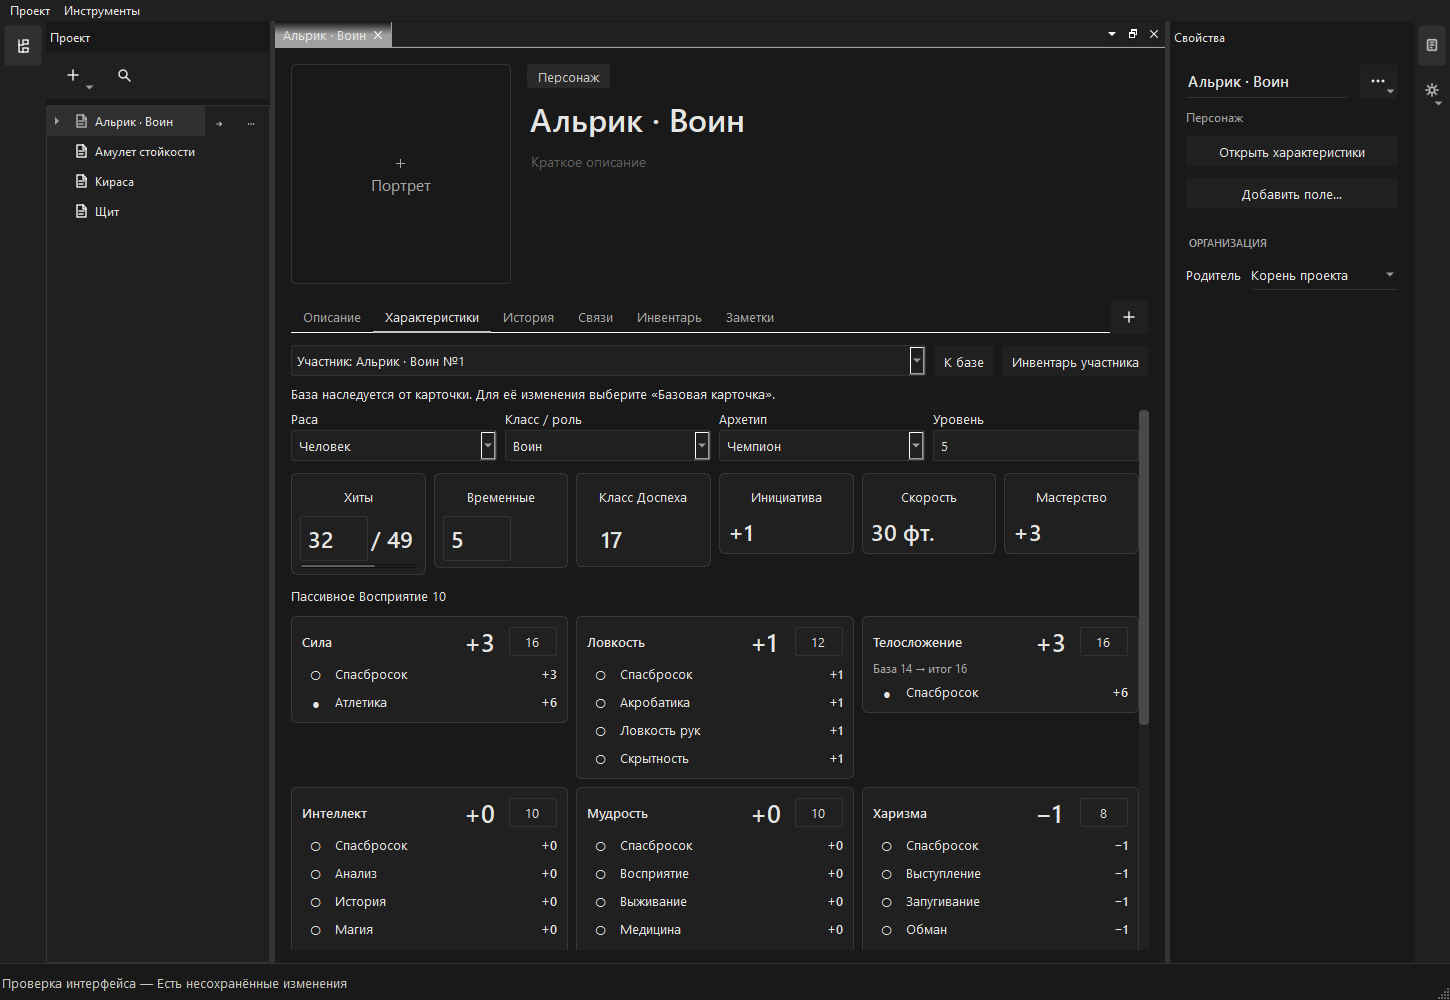 Проект Инструменты
Проект
Альрик · Воин
Амулет стойкости
Кираса
Щит
Альрик · Воин
Персонаж
Альрик · Воин
Краткое описание
+
Портрет
Описание Характеристики История Связи Инвентарь Заметки
Участник: Альрик · Воин №1 К базе Инвентарь участника
База наследуется от карточки. Для её изменения выберите «Базовая карточка».
Раса Класс / роль Архетип Уровень
Человек Воин Чемпион 5
Хиты Временные Класс Доспеха Инициатива Скорость Мастерство
32 / 49 5 17 +1 30 фт. +3
Пассивное Восприятие 10
Сила +3 16
Спасбросок +3
Атлетика +6
Ловкость +1 12
Спасбросок +1
Акробатика +1
Ловкость рук +1
Скрытность +1
Телосложение +3 16
База 14 → итог 16
Спасбросок +6
Интеллект +0 10
Спасбросок +0
Анализ +0
История +0
Магия +0
Мудрость +0 10
Спасбросок +0
Восприятие +0
Выживание +0
Медицина +0
Харизма −1 8
Спасбросок −1
Выступление −1
Запугивание −1
Обман −1
Свойства
Альрик · Воин
Персонаж
Открыть характеристики
Добавить поле...
ОРГАНИЗАЦИЯ
Родитель Корень проекта
Проверка интерфейса — Есть несохранённые изменения